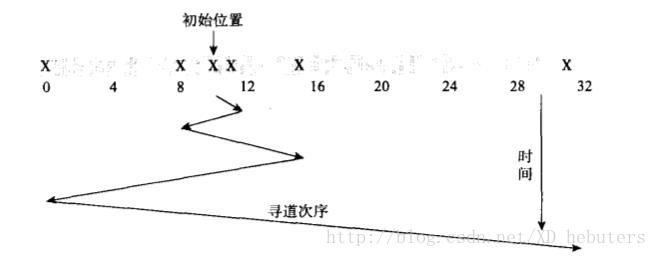 初始位置
X X X X X X
0 4 8 12 16 20 24 28 32
时间
寻道次序
http://blog.csdn.net/XD_hebuters